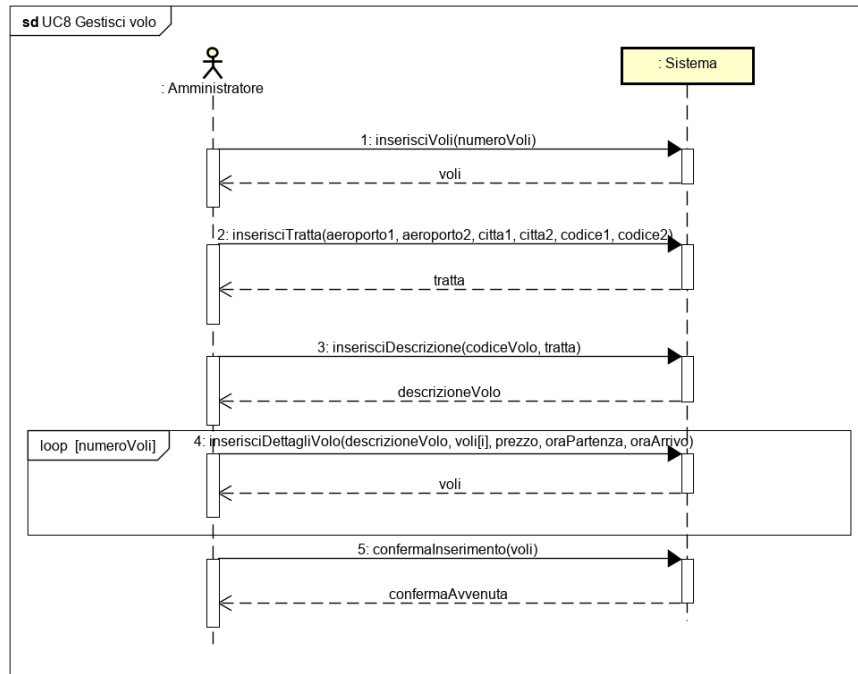 sd UC8 Gestisci volo
: Amministratore
: Sistema
1: inserisciVoli(numeroVoli)
voli
2: inserisciTratta(aeroporto1, aeroporto2, citta1, citta2, codice1, codice2)
tratta
3: inserisciDescrizione(codiceVolo, tratta)
descrizioneVolo
loop [numeroVoli]
4: inserisciDettagliVolo(descrizioneVolo, voli[i], prezzo, oraPartenza, oraArrivo)
voli
5: confermaInserimento(voli)
confermaAvvenuta